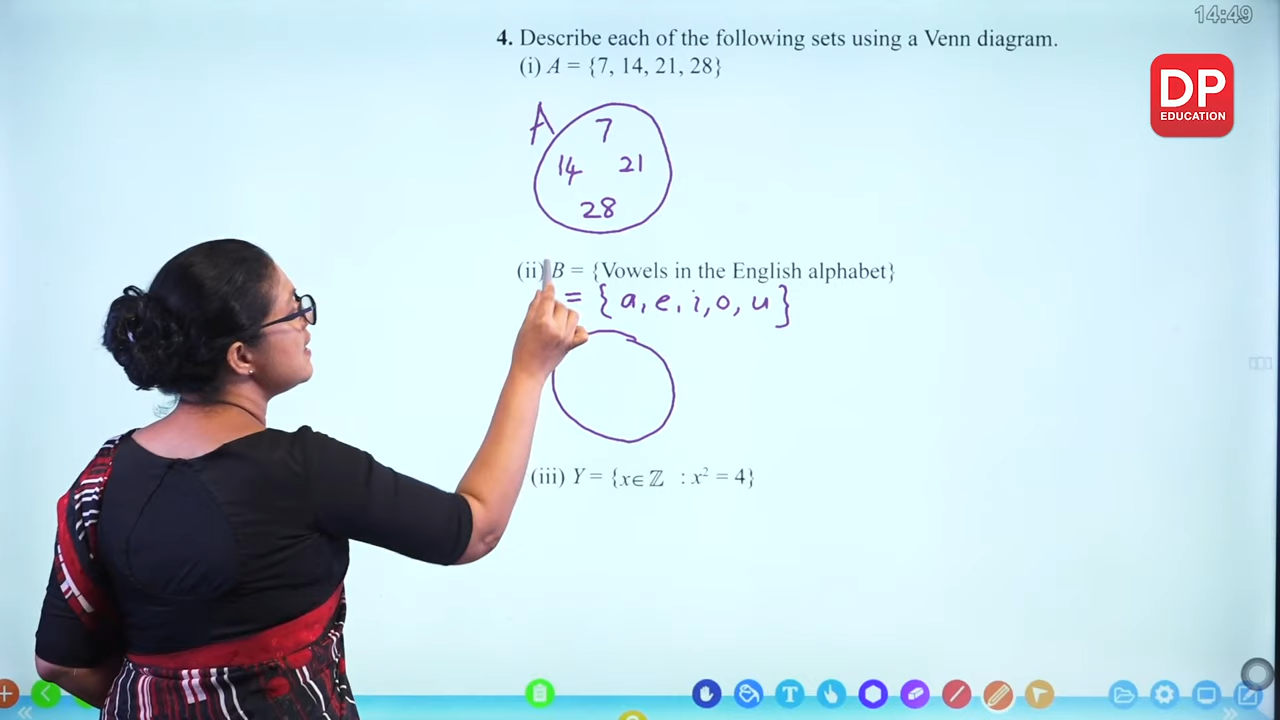 14:49
4. Describe each of the following sets using a Venn diagram.
(i) A = {7, 14, 21, 28}
DP
EDUCATION
A
7
14 21
28
(ii) B = {Vowels in the English alphabet}
= {a, e, i, o, u}
(iii) Y = {x∈ ℤ : x² = 4}
T